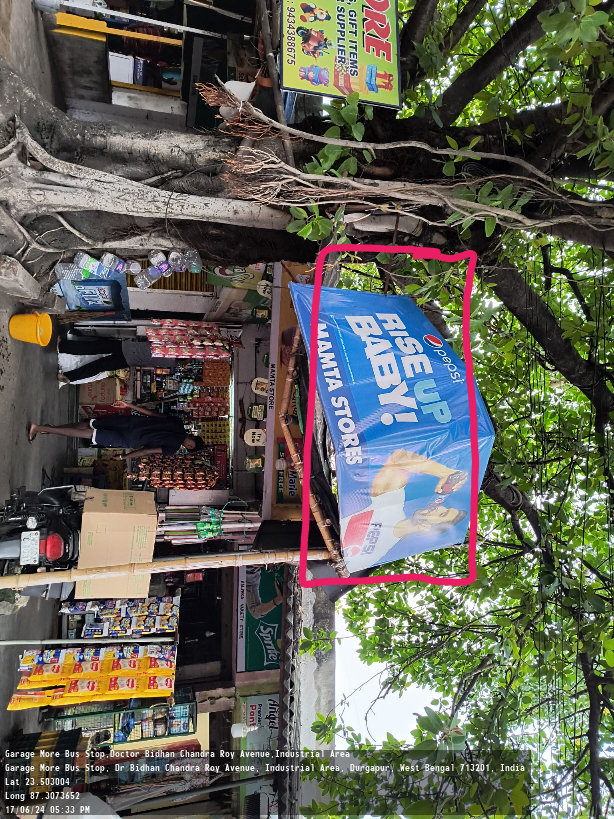 ORE
GIFT ITEMS
SUPPLIER
9434388675
pepsi
RISE UP
BABY!
MAMTA STORES
PEPSI
MAMTA STORE
Sprite
Garage More Bus Stop,Doctor Bidhan Chandra Roy Avenue,Industrial Area
Garage More Bus Stop, Dr Bidhan Chandra Roy Avenue, Industrial Area, Durgapur, West Bengal 713201, India
Lat 23.503004
Long 87.3073652
17/06/24 05:33 PM